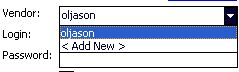 Vendor: oljason
Login: oljason
< Add New >
Password: